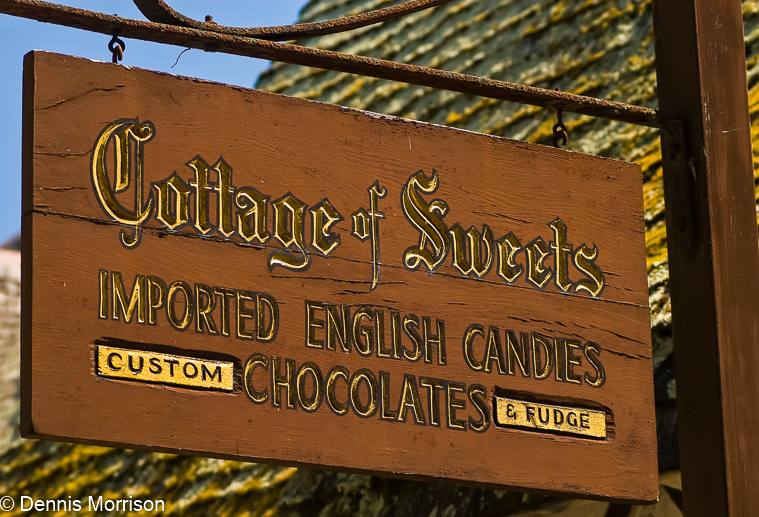 Cottage of Sweets
IMPORTED ENGLISH CANDIES
CUSTOM CHOCOLATES & FUDGE
© Dennis Morrison